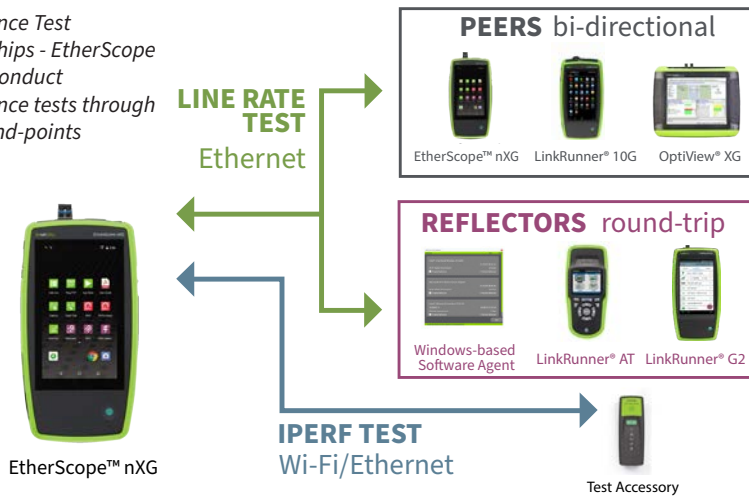 nce Test
hips - EtherScope
onduct
nce tests through
nd-points
LINE RATE
TEST
Ethernet
PEERS bi-directional
EtherScope™ nXG LinkRunner® 10G OptiView® XG
REFLECTORS round-trip
Windows-based
Software Agent
LinkRunner® AT LinkRunner® G2
EtherScope™ nXG
IPERF TEST
Wi-Fi/Ethernet
Test Accessory